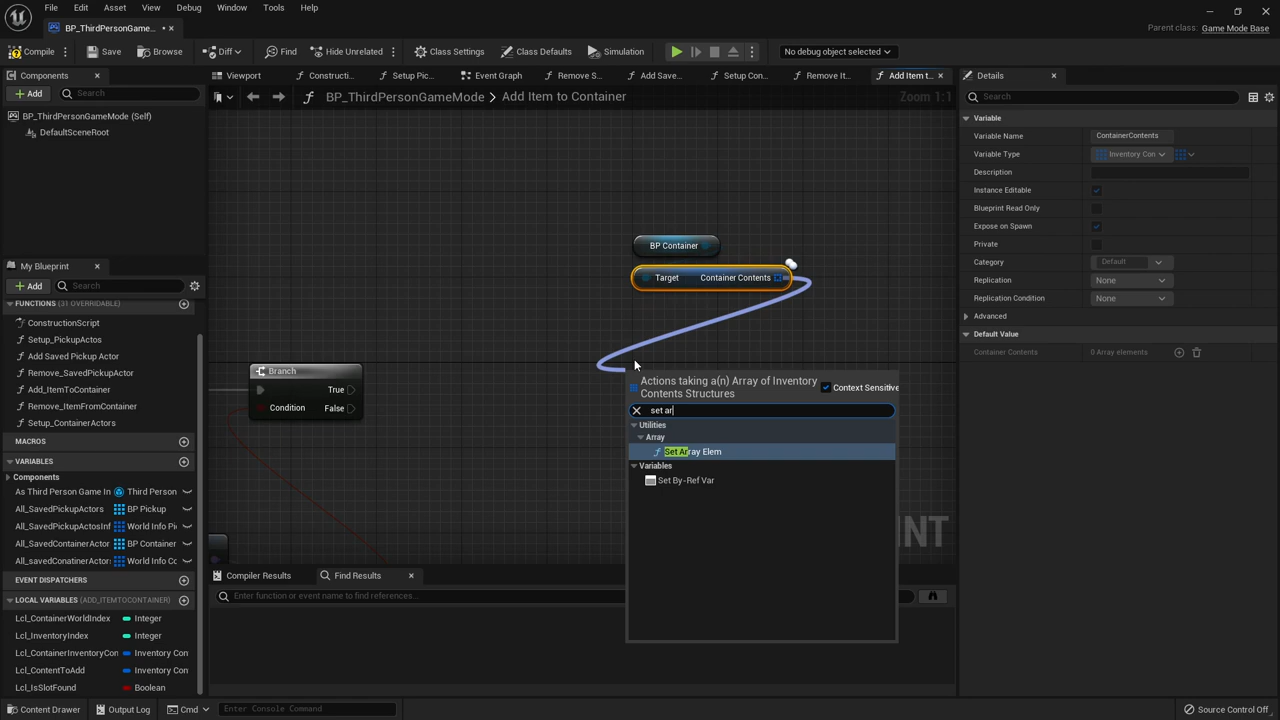 File
Edit
Asset
View
Debug
Window
Tools
Help
BP_ThirdPersonGame...
Parent class: Game Mode Base
Compile
Save
Browse
Diff
Find
Hide Unrelated
Class Settings
Class Defaults
Simulation
No debug object selected
Components
Add
Search
BP_ThirdPersonGameMode (Self)
DefaultSceneRoot
Viewport
Constructi...
Setup Pic...
Event Graph
Remove S...
Add Save...
Setup Con...
Remove It...
Add Item t...
BP_ThirdPersonGameMode > Add Item to Container
Zoom 1:1
BP Container
Target
Container Contents
Branch
True
Condition
False
Actions taking a(n) Array of Inventory
Contents Structures
Context Sensitive
set ar
Utilities
Array
Set Array Elem
Variables
Set By-Ref Var
My Blueprint
Add
Search
FUNCTIONS (31 OVERRIDABLE)
ConstructionScript
Setup_PickupActos
Add Saved Pickup Actor
Remove_SavedPickupActor
Add_ItemToContainer
Remove_ItemFromContainer
Setup_ContainerActors
MACROS
VARIABLES
Components
As Third Person Game In
Third Person
All_SavedPickupActors
BP Pickup
All_SavedPickupActosInf
World Info Pi
All_savedContainerActor
BP Container
All_savedConatinerActor
World Info Co
EVENT DISPATCHERS
LOCAL VARIABLES (ADD_ITEMTOCONTAINER)
Lcl_ContainerWorldIndex
Integer
Lcl_InventoryIndex
Integer
Lcl_ContainerInventoryCon
Inventory Con
Lcl_ContentToAdd
Inventory Con
Lcl_IsSlotFound
Boolean
Compiler Results
Find Results
Enter function or event name to find references...
Details
Search
Variable
Variable Name
ContainerContents
Variable Type
Inventory Con
Description
Instance Editable
Blueprint Read Only
Expose on Spawn
Private
Category
Default
Replication
None
Replication Condition
None
Advanced
Default Value
Container Contents
0 Array elements
Content Drawer
Output Log
Cmd
Enter Console Command
Source Control Off